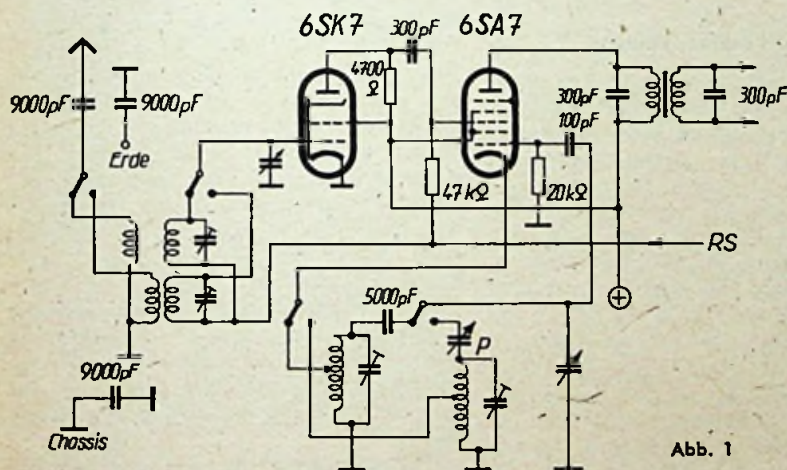 6SK7
300pF
6SA7
4700
Ω
9000pF
9000pF
Erde
300pF
100pF
300pF
47kΩ
20kΩ
RS
5000pF
P
9000pF
Chassis
Abb. 1